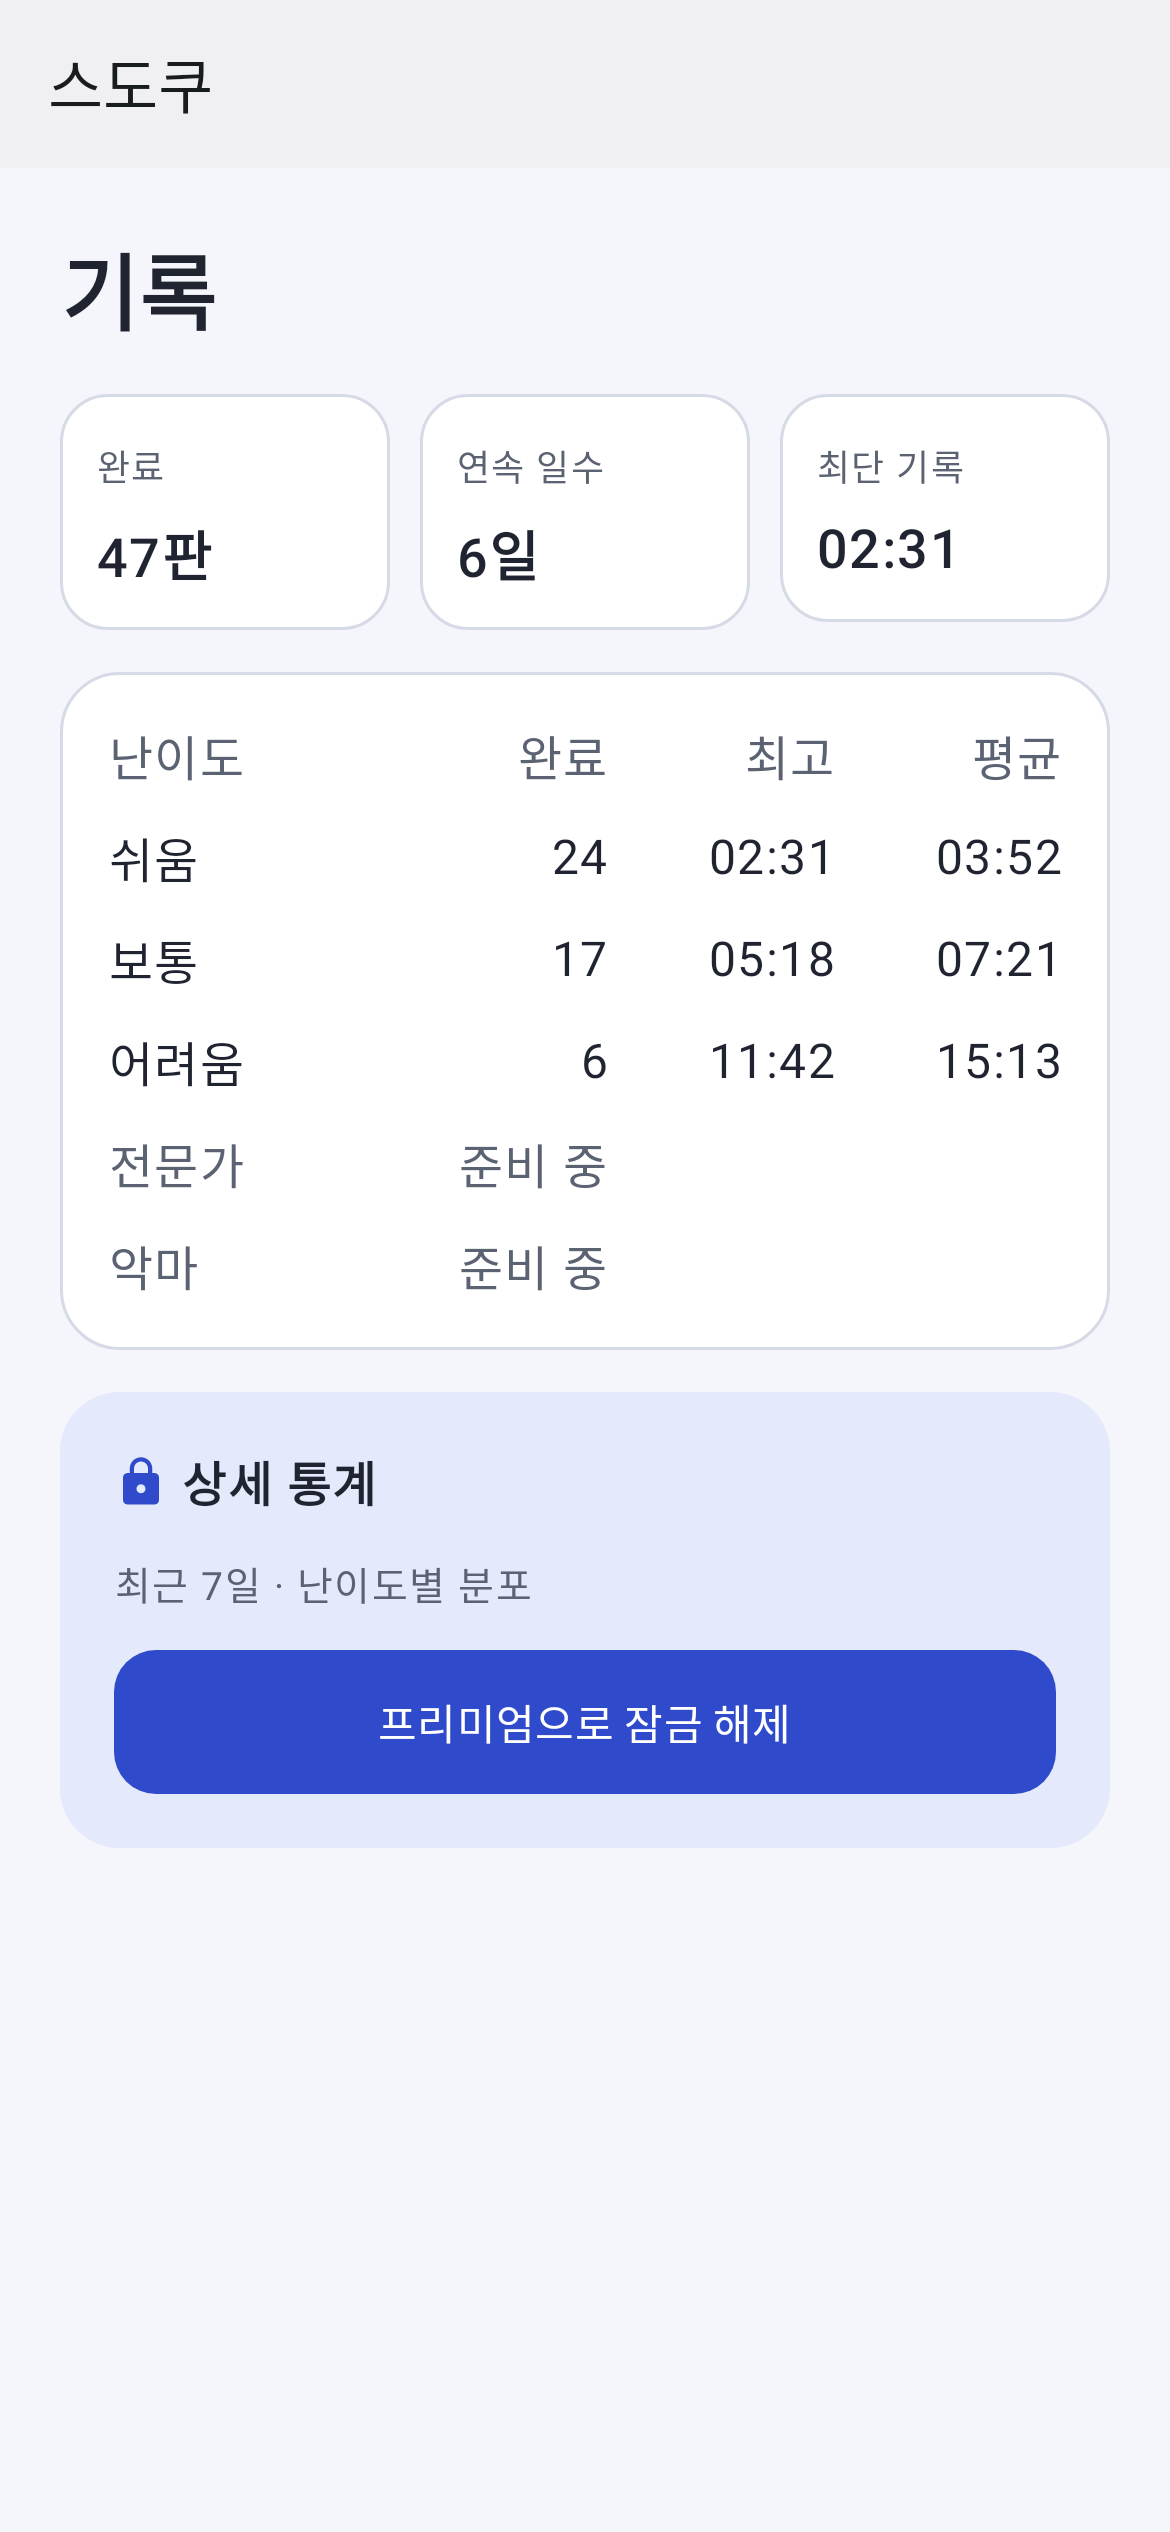 스도쿠
기록
완료 연속 일수 최단 기록
47판 6일 02:31
난이도 완료 최고 평균
쉬움 24 02:31 03:52
보통 17 05:18 07:21
어려움 6 11:42 15:13
전문가 준비 중
악마 준비 중
상세 통계
최근 7일 · 난이도별 분포
프리미엄으로 잠금 해제